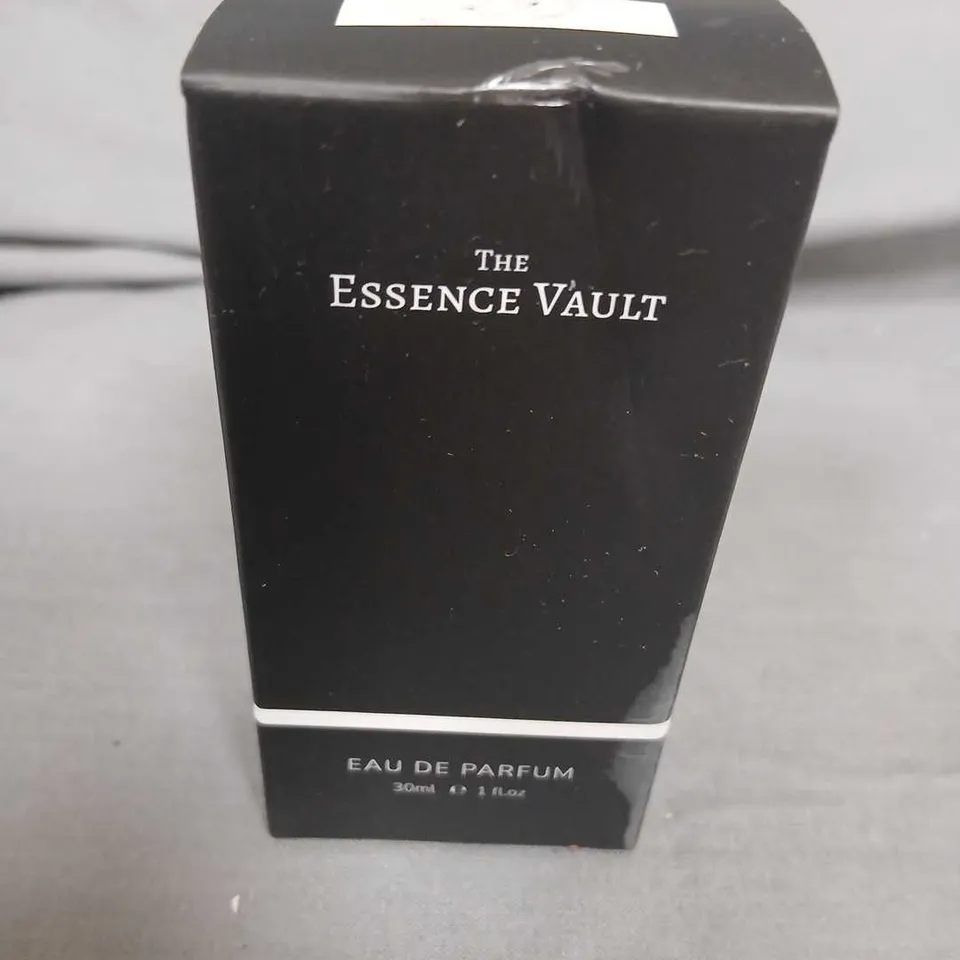 THE
ESSENCE VAULT
EAU DE PARFUM
30ml ℮ 1 fl.oz